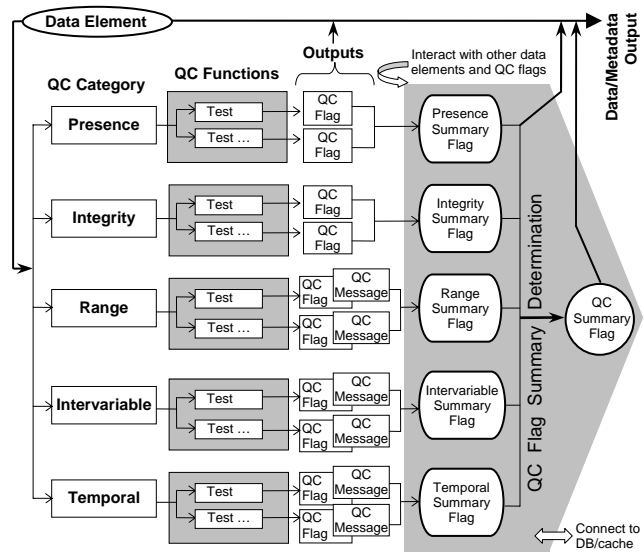 Data Element
Data/Metadata
Output
Outputs
Interact with other data
elements and QC flags
QC Category
QC Functions
Presence
Test
Test ...
QC
Flag
QC
Flag
Presence
Summary
Flag
Integrity
Test
Test ...
QC
Flag
QC
Flag
Integrity
Summary
Flag
Range
Test
Test ...
QC
Flag
QC
Message
QC
Flag
QC
Message
Range
Summary
Flag
Intervariable
Test
Test ...
QC
Flag
QC
Message
QC
Flag
QC
Message
Intervariable
Summary
Flag
Temporal
Test
Test ...
QC
Flag
QC
Message
QC
Flag
QC
Message
Temporal
Summary
Flag
QC Flag Summary Determination
QC
Summary
Flag
Connect to
DB/cache